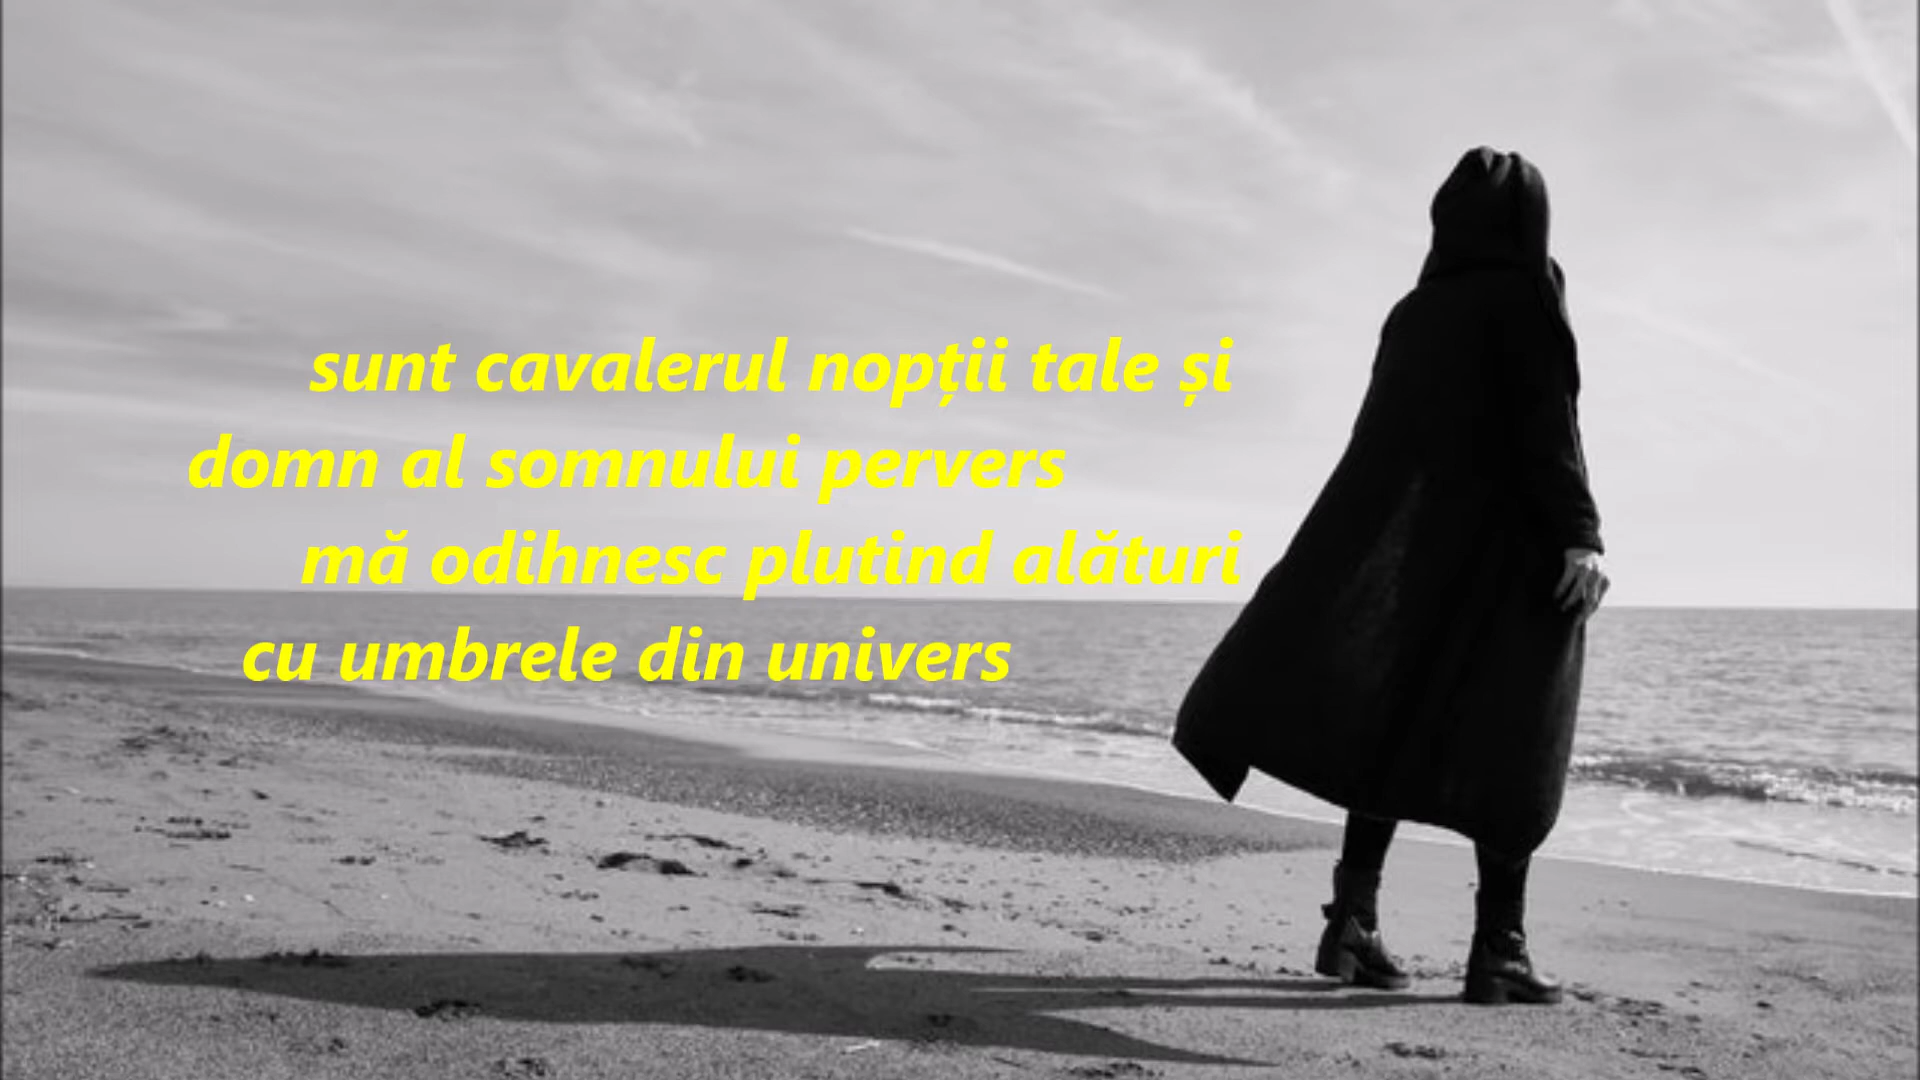 sunt cavalerul nopții tale și
domn al somnului pervers
mă odihnesc plutind alături
cu umbrele din univers